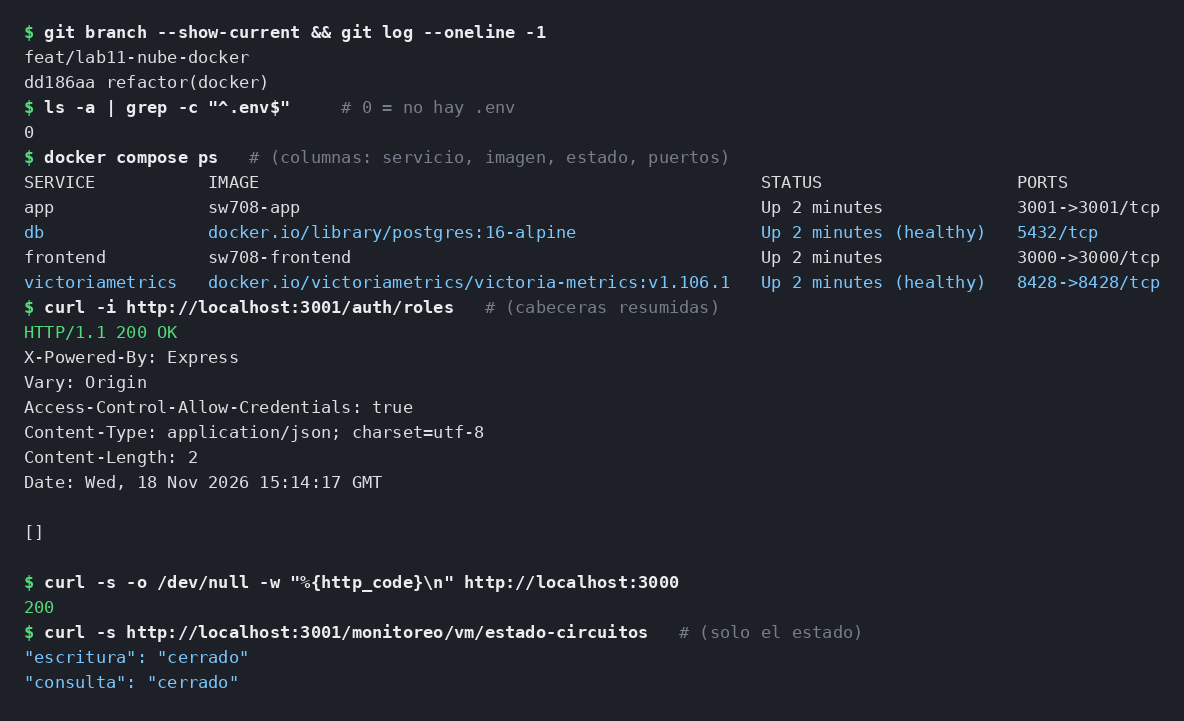 $ git branch --show-current && git log --oneline -1
feat/lab11-nube-docker
dd186aa refactor(docker)
$ ls -a | grep -c "^.env$"     # 0 = no hay .env
0
$ docker compose ps   # (columnas: servicio, imagen, estado, puertos)
SERVICE           IMAGE                                                 STATUS                   PORTS
app               sw708-app                                             Up 2 minutes             3001->3001/tcp
db                docker.io/library/postgres:16-alpine                  Up 2 minutes (healthy)   5432/tcp
frontend          sw708-frontend                                        Up 2 minutes             3000->3000/tcp
victoriametrics   docker.io/victoriametrics/victoria-metrics:v1.106.1   Up 2 minutes (healthy)   8428->8428/tcp
$ curl -i http://localhost:3001/auth/roles   # (cabeceras resumidas)
HTTP/1.1 200 OK
X-Powered-By: Express
Vary: Origin
Access-Control-Allow-Credentials: true
Content-Type: application/json; charset=utf-8
Content-Length: 2
Date: Wed, 18 Nov 2026 15:14:17 GMT
[]
$ curl -s -o /dev/null -w "%{http_code}\n" http://localhost:3000
200
$ curl -s http://localhost:3001/monitoreo/vm/estado-circuitos   # (solo el estado)
"escritura": "cerrado"
"consulta": "cerrado"